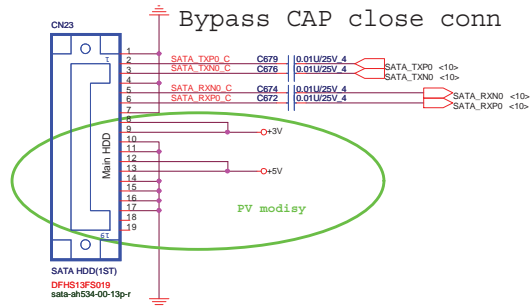 Bypass CAP close conn
CN23
1
1
2
SATA_TXP0_C
C679
0.01U/25V_4
SATA_TXP0 <10>
3
SATA_TXN0_C
C676
0.01U/25V_4
SATA_TXN0 <10>
4
5
SATA_RXN0_C
C674
0.01U/25V_4
SATA_RXN0 <10>
6
SATA_RXP0_C
C672
0.01U/25V_4
SATA_RXP0 <10>
7
8
9
+3V
10
11
12
13
+5V
14
15
16
17
18
19
19
Main HDD
PV modisy
SATA HDD(1ST)
DFHS13FS019
sata-ah534-00-13p-r